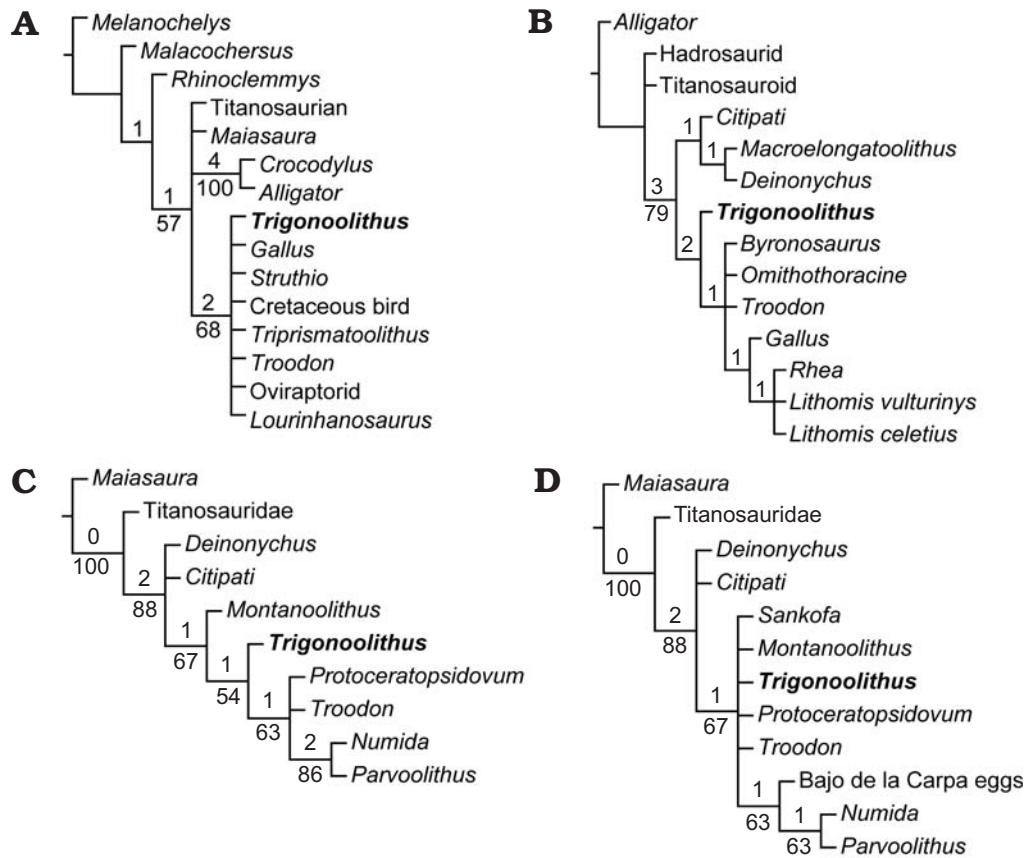 A
Melanochelys
Malacochersus
Rhinoclemmys
1
Titanosaurian
Maiasaura
4
Crocodylus
1
100
Alligator
57
Trigonoolithus
Gallus
Struthio
2
Cretaceous bird
68
Triprismatoolithus
Troodon
Oviraptorid
Lourinhanosaurus
B
Alligator
Hadrosaurid
Titanosauroid
Citipati
1
Macroelongatoolithus
1
Deinonychus
3
79
Trigonoolithus
2
Byronosaurus
Omithothoracine
1
Troodon
Gallus
1
Rhea
1
Lithomis vulturinys
Lithomis celetius
C
Maiasaura
Titanosauridae
0
100
Deinonychus
2
Citipati
88
Montanoolithus
1
67
Trigonoolithus
1
54
Protoceratopsidovum
1
Troodon
63
2
Numida
86
Parvoolithus
D
Maiasaura
Titanosauridae
0
100
Deinonychus
2
Citipati
88
Sankofa
Montanoolithus
Trigonoolithus
1
67
Protoceratopsidovum
Troodon
Bajo de la Carpa eggs
1
63
1
Numida
63
Parvoolithus